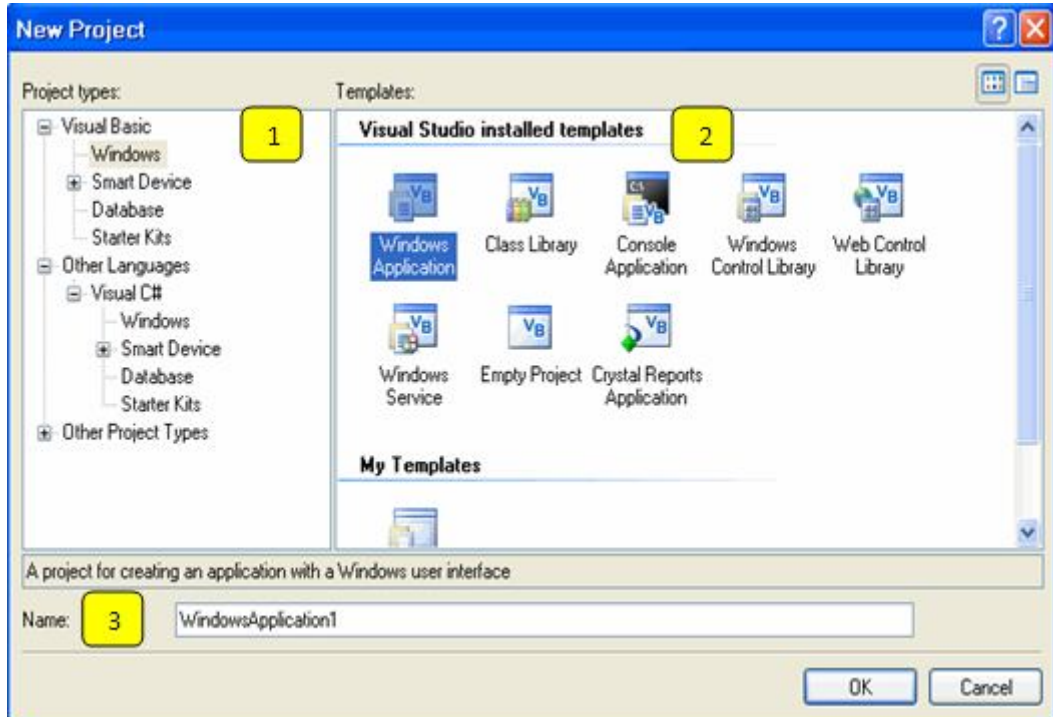 New Project
Project types:
Templates:
Visual Basic
Windows
Smart Device
Database
Starter Kits
Other Languages
Visual C#
Windows
Smart Device
Database
Starter Kits
Other Project Types
1
Visual Studio installed templates
2
Windows
Application
Class Library
Console
Application
Windows
Control Library
Web Control
Library
Windows
Service
Empty Project
Crystal Reports
Application
My Templates
A project for creating an application with a Windows user interface
Name:
3
WindowsApplication1
OK
Cancel